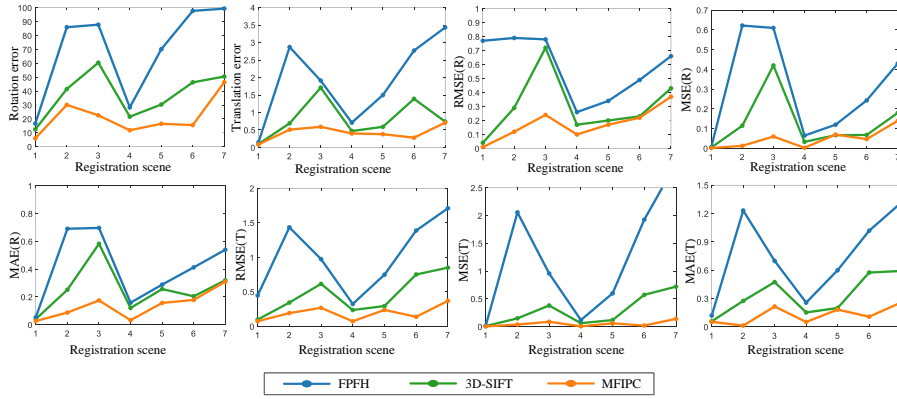 Rotation error
100
90
80
70
60
50
40
30
20
10
0
1 2 3 4 5 6 7
Registration scene
Translation error
4
3.5
3
2.5
2
1.5
1
0.5
0
1 2 3 4 5 6 7
Registration scene
RMSE(R)
1
0.9
0.8
0.7
0.6
0.5
0.4
0.3
0.2
0.1
0
1 2 3 4 5 6 7
Registration scene
MSE(R)
0.7
0.6
0.5
0.4
0.3
0.2
0.1
0
1 2 3 4 5 6 7
Registration scene
MAE(R)
1
0.8
0.6
0.4
0.2
0
1 2 3 4 5 6 7
Registration scene
RMSE(T)
2
1.5
1
0.5
0
1 2 3 4 5 6 7
Registration scene
MSE(T)
2.5
2
1.5
1
0.5
0
1 2 3 4 5 6 7
Registration scene
MAE(T)
1.5
1.2
0.9
0.6
0.3
0
1 2 3 4 5 6 7
Registration scene
FPFH 3D-SIFT MFIPC